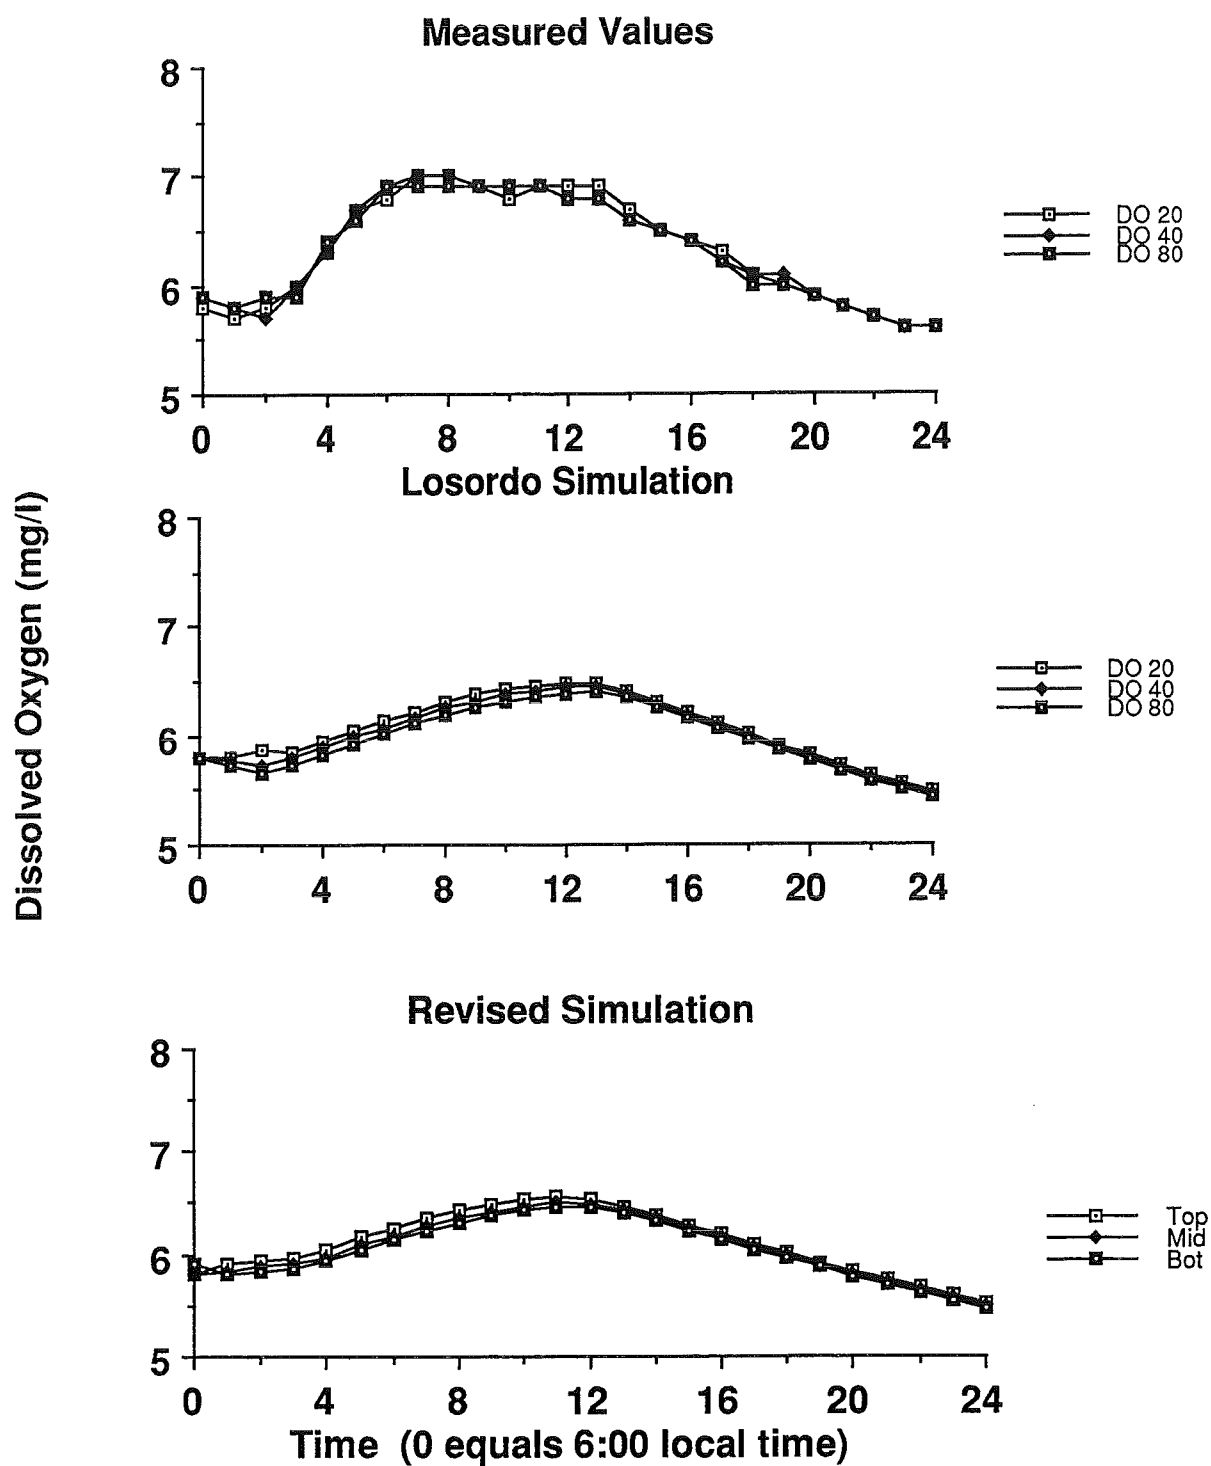 Measured Values
8
7
6
5
0 4 8 12 16 20 24
DO 20
DO 40
DO 80
Losordo Simulation
8
7
6
5
0 4 8 12 16 20 24
DO 20
DO 40
DO 80
Dissolved Oxygen (mg/l)
Revised Simulation
8
7
6
5
0 4 8 12 16 20 24
Top
Mid
Bot
Time (0 equals 6:00 local time)